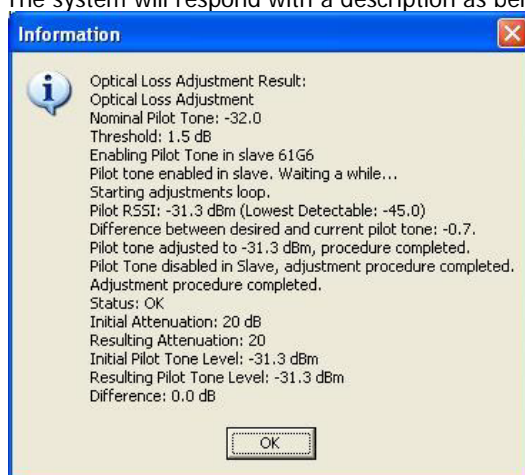 The system will respond with a description as
Information
Optical Loss Adjustment Result:
Optical Loss Adjustment
Nominal Pilot Tone: -32.0
Threshold: 1.5 dB
Enabling Pilot Tone in slave 61G6
Pilot tone enabled in slave. Waiting a while...
Starting adjustments loop.
Pilot RSSI: -31.3 dBm (Lowest Detectable: -45.0)
Difference between desired and current pilot tone: -0.7.
Pilot tone adjusted to -31.3 dBm, procedure completed.
Pilot Tone disabled in Slave, adjustment procedure completed.
Adjustment procedure completed.
Status: OK
Initial Attenuation: 20 dB
Resulting Attenuation: 20
Initial Pilot Tone Level: -31.3 dBm
Resulting Pilot Tone Level: -31.3 dBm
Difference: 0.0 dB
OK